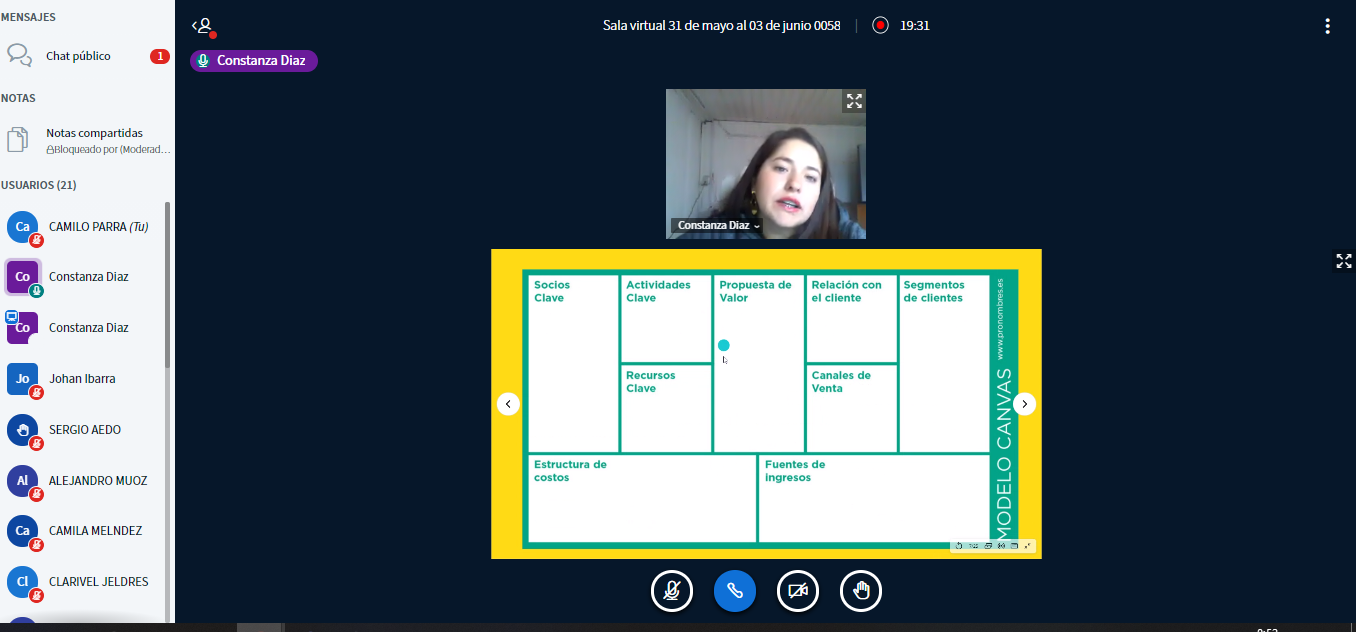 MENSAJES
Chat público
1
NOTAS
Notas compartidas
Bloqueado por (Moderad...
USUARIOS (21)
Ca
CAMILO PARRA (Tu)
Co
Constanza Diaz
Co
Constanza Diaz
Jo
Johan Ibarra
SERGIO AEDO
Al
ALEJANDRO MUOZ
Ca
CAMILA MELNDEZ
Cl
CLARIVEL JELDRES
Sala virtual 31 de mayo al 03 de junio 0058
19:31
Constanza Diaz
Constanza Diaz
Socios
Clave
Actividades
Clave
Propuesta de
Valor
Relación con
el cliente
Segmentos
de clientes
Recursos
Clave
Canales de
Venta
Estructura de
costos
Fuentes de
ingresos
MODELO CANVAS
www.pronombres.es